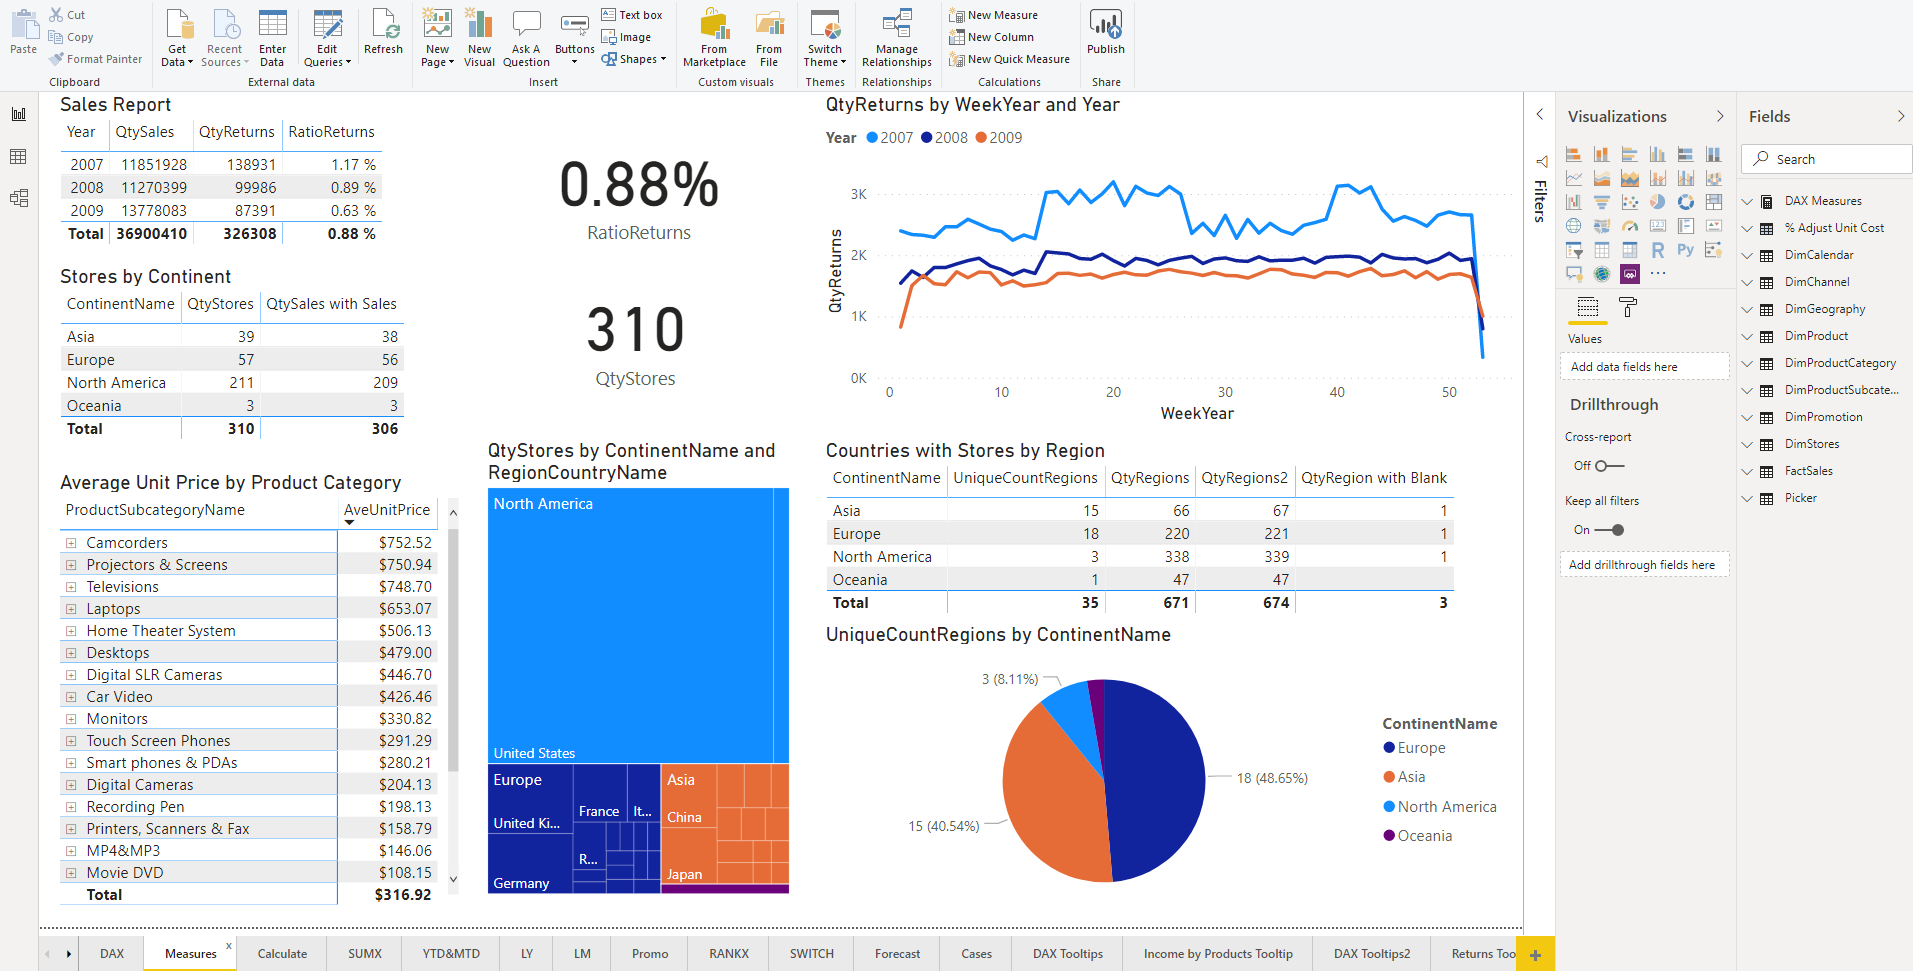 Paste
Cut
Copy
Format Painter
Clipboard
Get Data
Recent Sources
Enter Data
External data
Edit Queries
Refresh
New Page
New Visual
Ask A Question
Buttons
Text box
Image
Shapes
Insert
From Marketplace
From File
Custom visuals
Switch Theme
Themes
Manage Relationships
Relationships
New Measure
New Column
New Quick Measure
Calculations
Publish
Share
Sales Report
Year QtySales QtyReturns RatioReturns
2007 11851928 138931 1.17 %
2008 11270399 99986 0.89 %
2009 13778083 87391 0.63 %
Total 36900410 326308 0.88 %
Stores by Continent
ContinentName QtyStores QtySales with Sales
Asia 39 38
Europe 57 56
North America 211 209
Oceania 3 3
Total 310 306
Average Unit Price by Product Category
ProductSubcategoryName AveUnitPrice
Camcorders $752.52
Projectors & Screens $750.94
Televisions $748.70
Laptops $653.07
Home Theater System $506.13
Desktops $479.00
Digital SLR Cameras $446.70
Car Video $426.46
Monitors $330.82
Touch Screen Phones $291.29
Smart phones & PDAs $280.21
Digital Cameras $204.13
Recording Pen $198.13
Printers, Scanners & Fax $158.79
MP4&MP3 $146.06
Movie DVD $108.15
Total $316.92
0.88%
RatioReturns
310
QtyStores
QtyStores by ContinentName and
RegionCountryName
North America
United States
Europe
United Ki...
Germany
France
It...
R...
Asia
China
Japan
QtyReturns by WeekYear and Year
Year 2007 2008 2009
QtyReturns
3K
2K
1K
0K
0 10 20 30 40 50
WeekYear
Countries with Stores by Region
ContinentName UniqueCountRegions QtyRegions QtyRegions2 QtyRegion with Blank
Asia 15 66 67 1
Europe 18 220 221 1
North America 3 338 339 1
Oceania 1 47 47
Total 35 671 674 3
UniqueCountRegions by ContinentName
3 (8.11%)
18 (48.65%)
15 (40.54%)
ContinentName
Europe
Asia
North America
Oceania
Filters
Visualizations
R Py
...
Values
Add data fields here
Drillthrough
Cross-report
Off
Keep all filters
On
Add drillthrough fields here
Fields
Search
DAX Measures
% Adjust Unit Cost
DimCalendar
DimChannel
DimGeography
DimProduct
DimProductCategory
DimProductSubcate...
DimPromotion
DimStores
FactSales
Picker
DAX Measures x Calculate SUMX YTD&MTD LY LM Promo RANKX SWITCH Forecast Cases DAX Tooltips Income by Products Tooltip DAX Tooltips2 Returns Too +